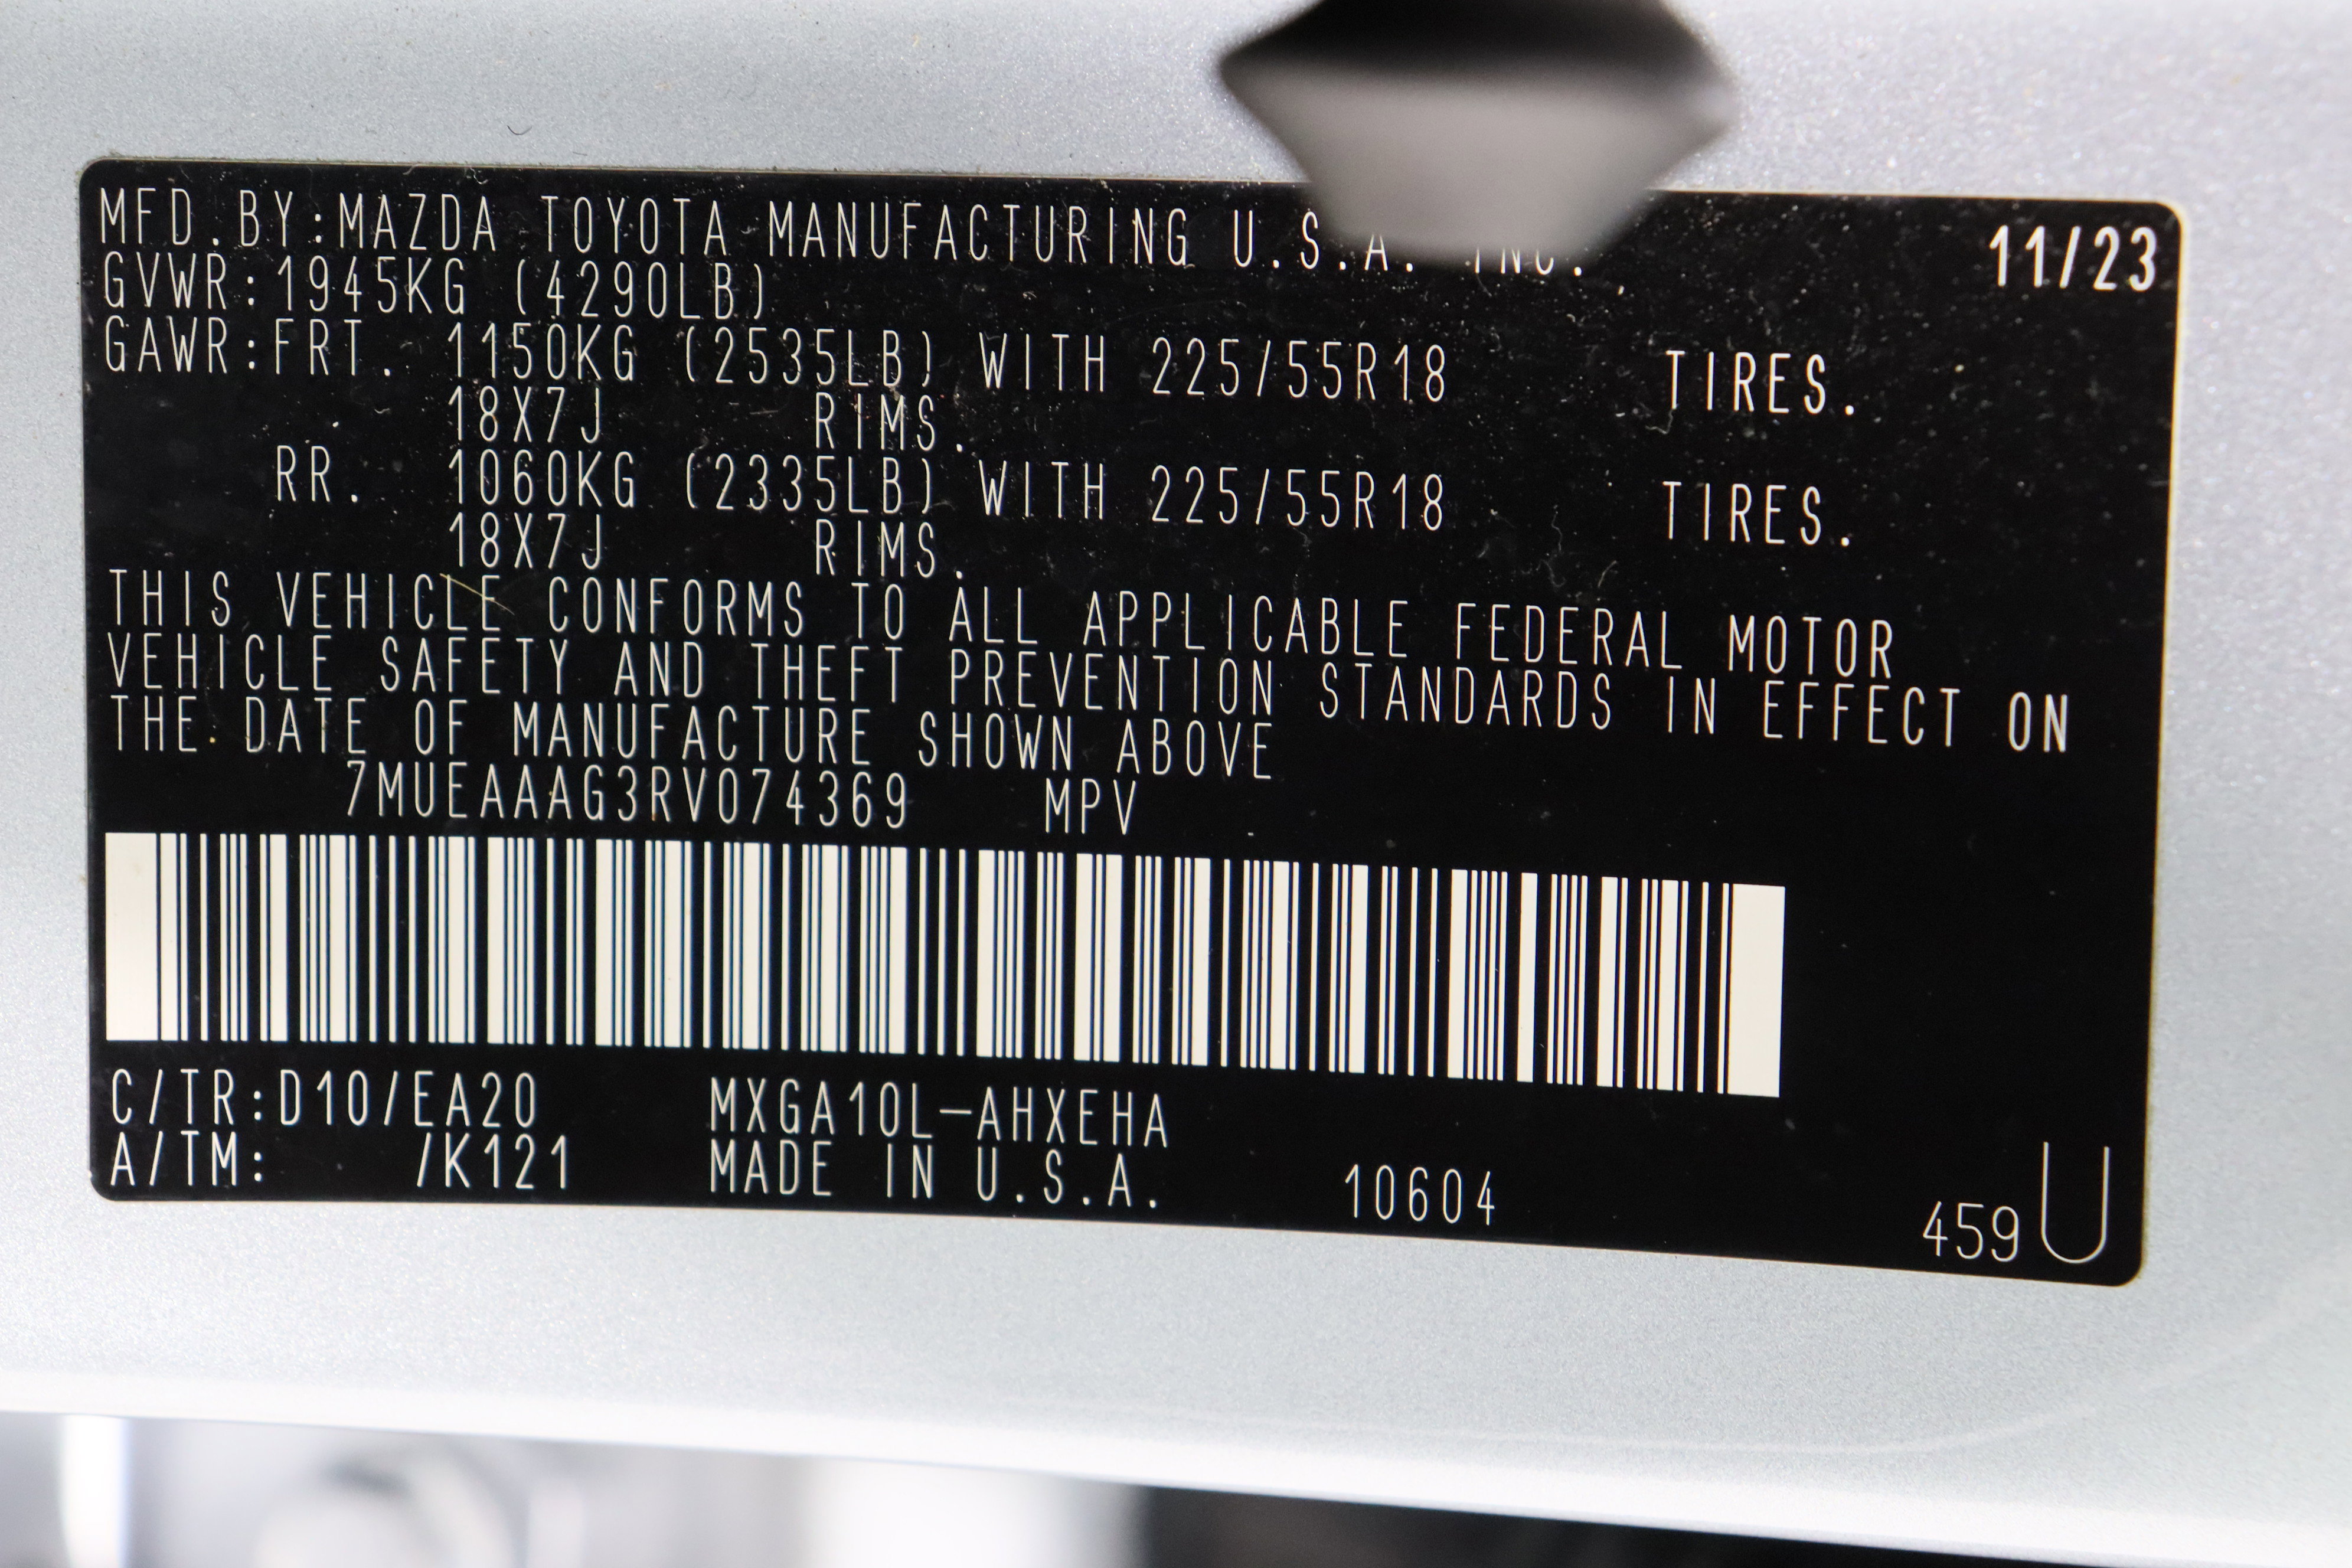 MFD.BY:MAZDA TOYOTA MANUFACTURING U.S.A. INC. 11/23
GVWR:1945KG (4290LB)
GAWR:FRT. 1150KG (2535LB) WITH 225/55R18 TIRES.
18X7J RIMS.
RR. 1060KG (2335LB) WITH 225/55R18 TIRES.
18X7J RIMS.
THIS VEHICLE CONFORMS TO ALL APPLICABLE FEDERAL MOTOR
VEHICLE SAFETY AND THEFT PREVENTION STANDARDS IN EFFECT ON
THE DATE OF MANUFACTURE SHOWN ABOVE
7MUEAAAG3RV074369 MPV
C/TR:D10/EA20 MXGA10L-AHXEHA
A/TM: /K121 MADE IN U.S.A. 10604 459U